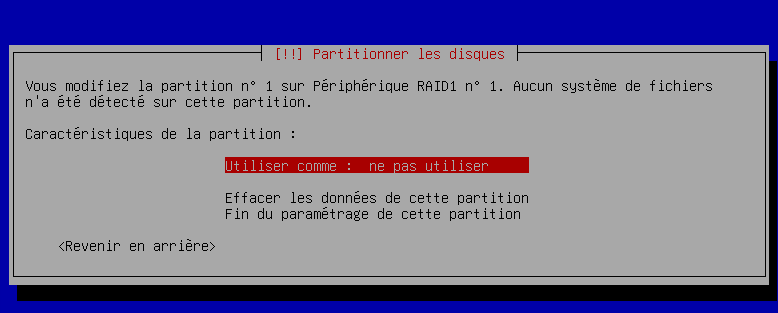 [!!] Partitionner les disques
Vous modifiez la partition n° 1 sur Périphérique RAID1 n° 1. Aucun système de fichiers
n'a été détecté sur cette partition.
Caractéristiques de la partition :
Utiliser comme :  ne pas utiliser
Effacer les données de cette partition
Fin du paramétrage de cette partition
<Revenir en arrière>